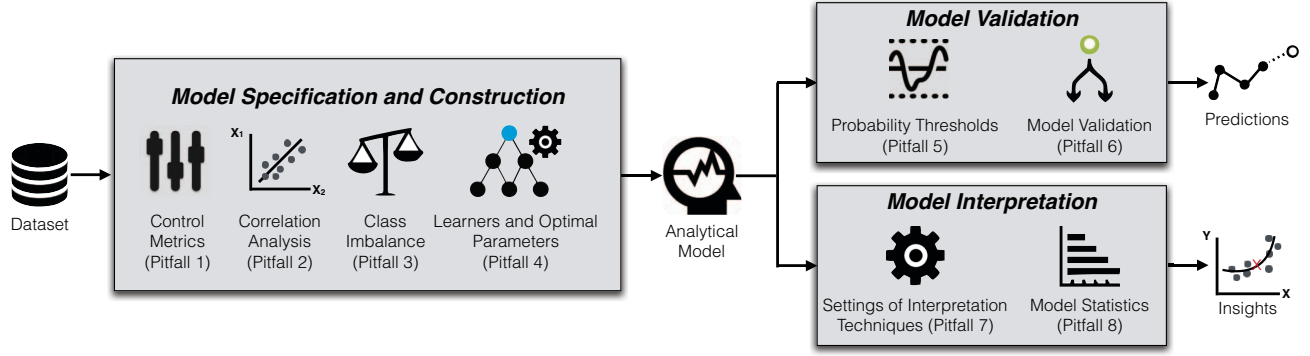 Dataset
Model Specification and Construction
X1
X2
Control
Metrics
(Pitfall 1)
Correlation
Analysis
(Pitfall 2)
Class
Imbalance
(Pitfall 3)
Learners and Optimal
Parameters
(Pitfall 4)
Analytical
Model
Model Validation
Probability Thresholds
(Pitfall 5)
Model Validation
(Pitfall 6)
Predictions
Model Interpretation
Settings of Interpretation
Techniques (Pitfall 7)
Model Statistics
(Pitfall 8)
Y
X
X
Insights